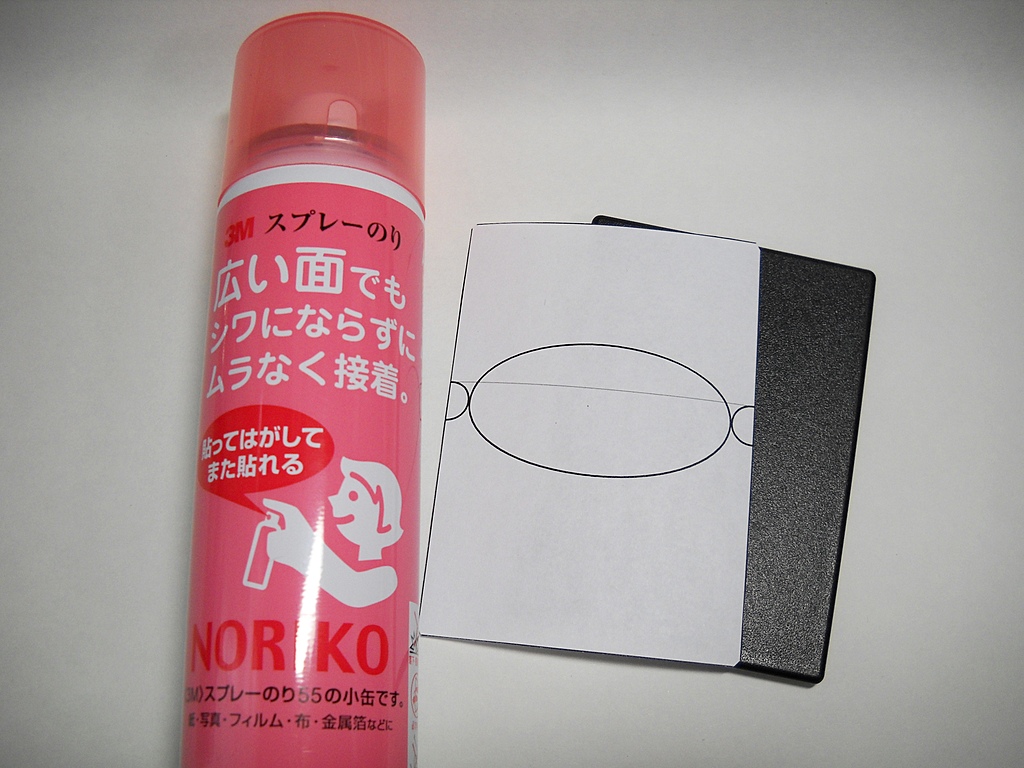 3M スプレーのり
広い面でも
シワにならずに
ムラなく接着。
貼ってはがして
また貼れる
NORIKO
3M〉スプレーのり55の小缶です。
紙・写真・フィルム・布・金属箔などに